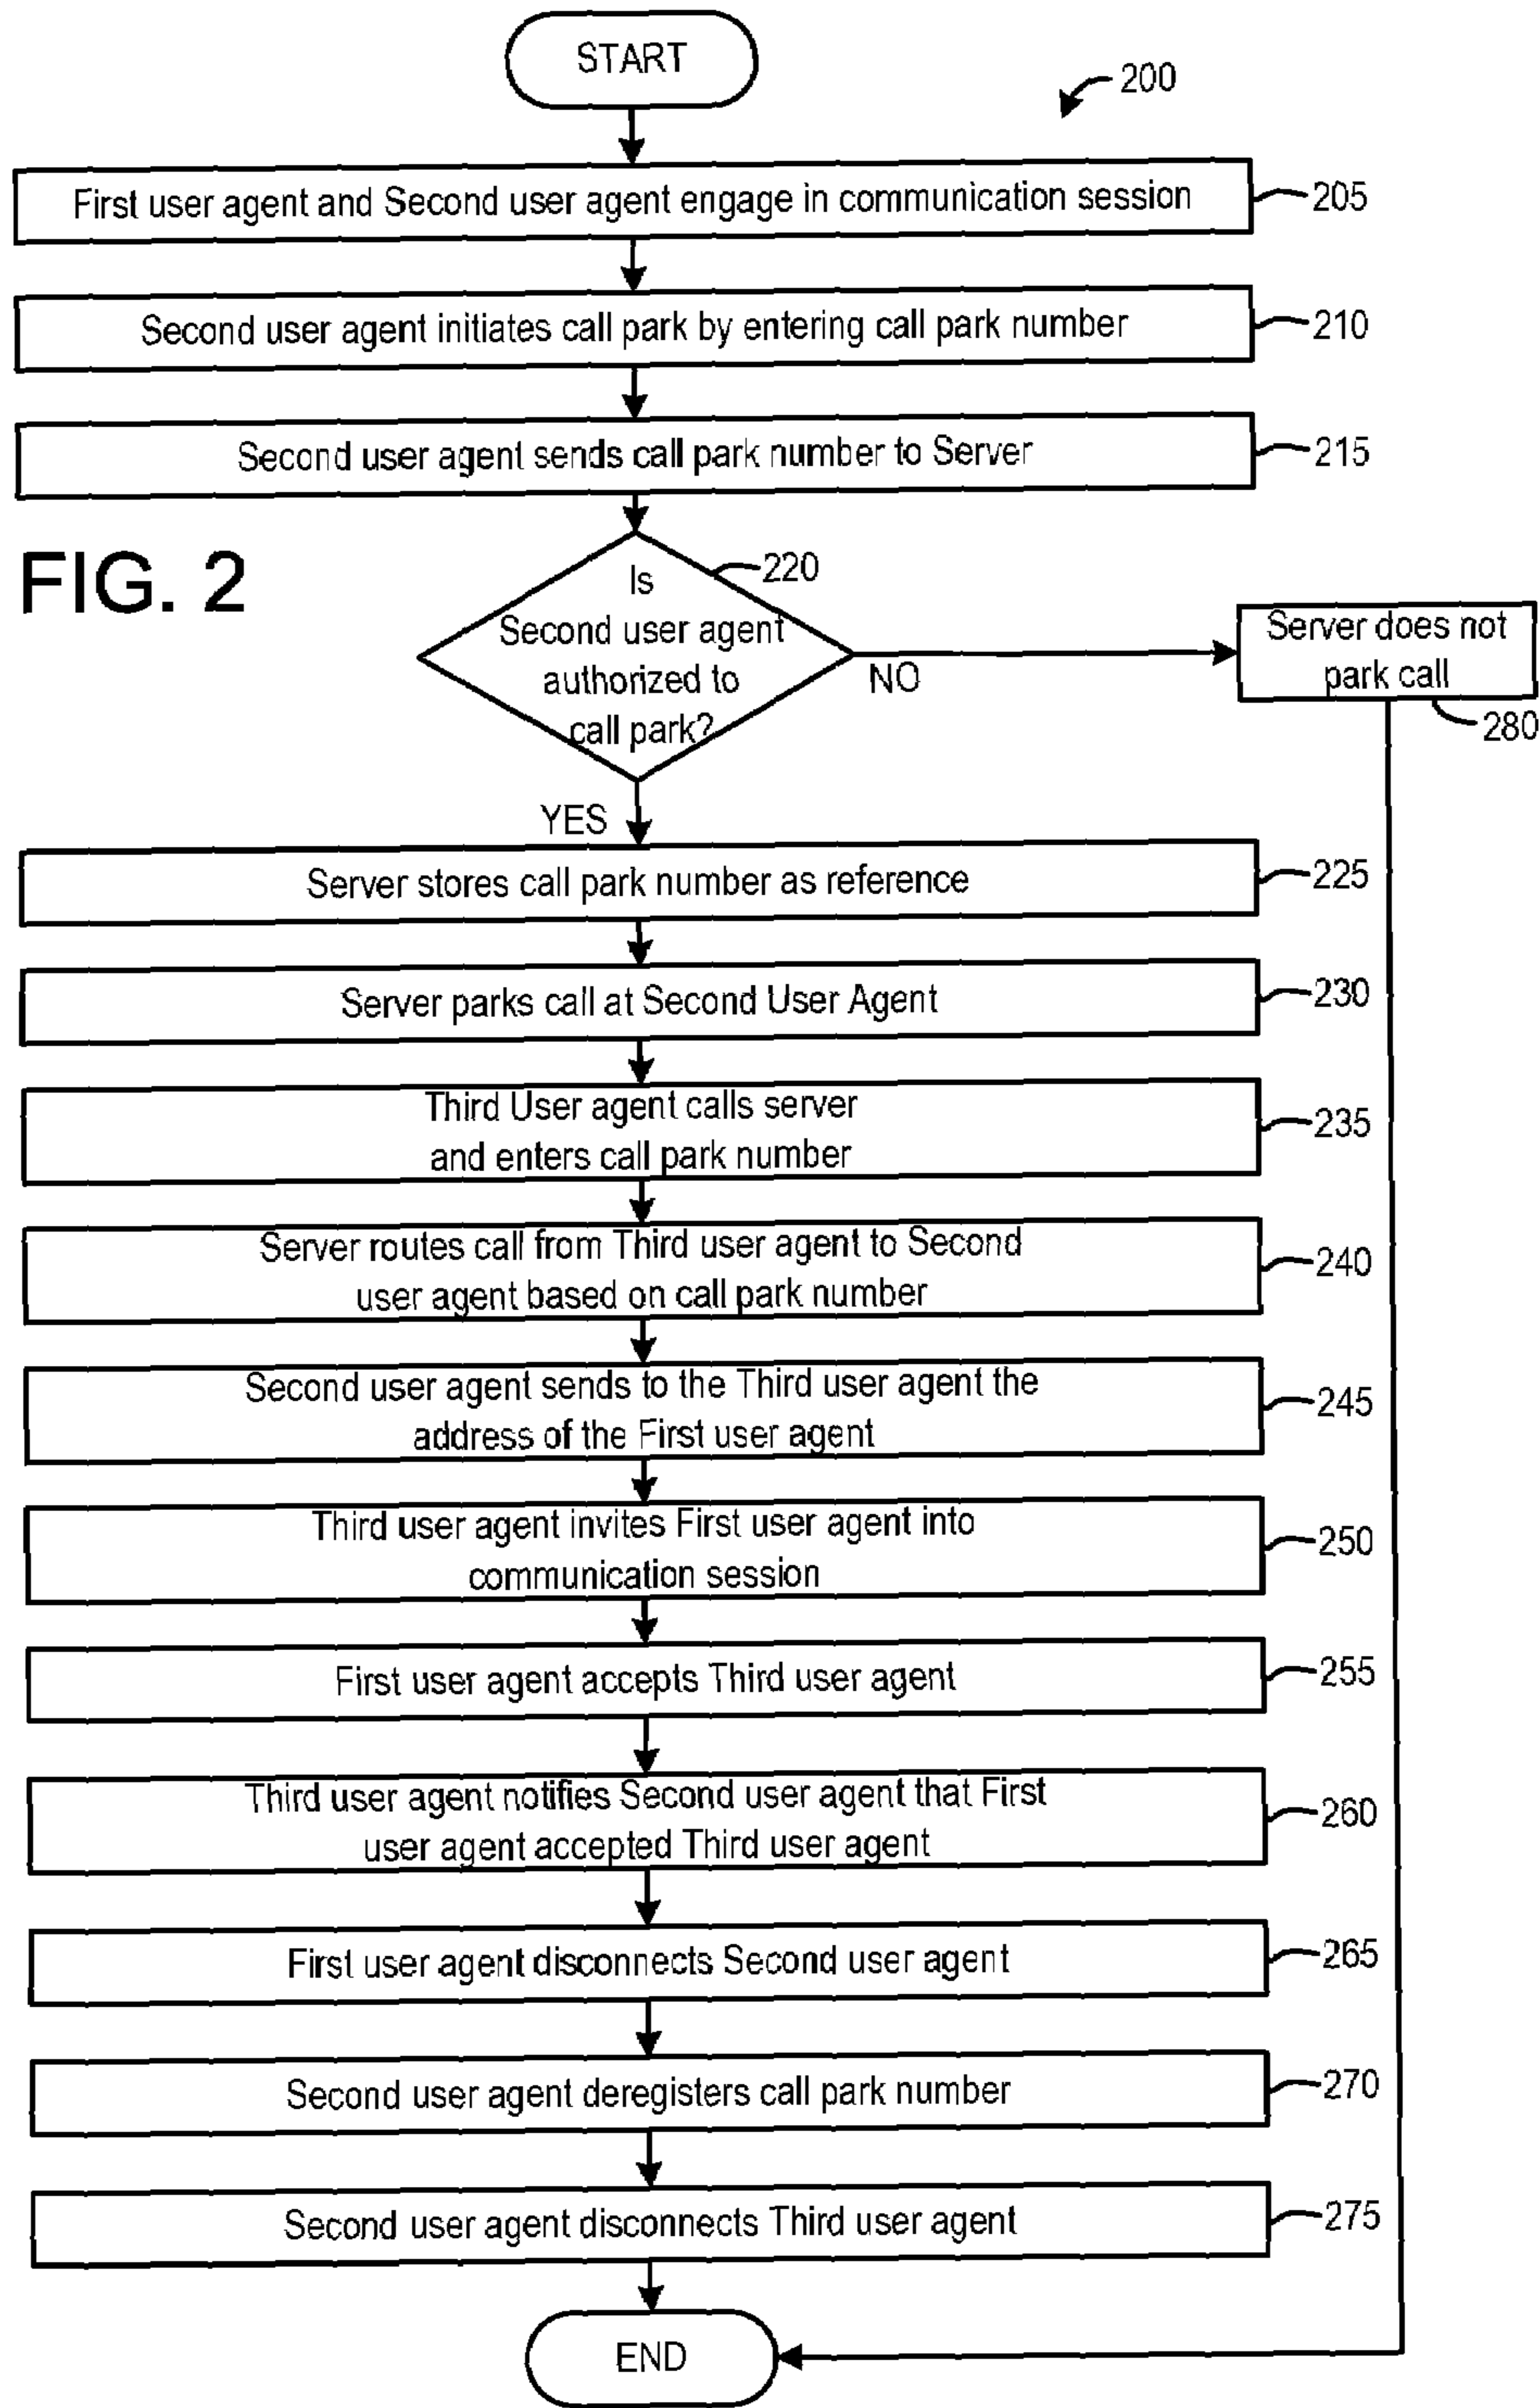 START
200
First user agent and Second user agent engage in communication session
205
Second user agent initiates call park by entering call park number
210
Second user agent sends call park number to Server
215
FIG. 2
Is
Second user agent
authorized to
call park?
220
NO
Server does not
park call
280
YES
Server stores call park number as reference
225
Server parks call at Second User Agent
230
Third User agent calls server
and enters call park number
235
Server routes call from Third user agent to Second
user agent based on call park number
240
Second user agent sends to the Third user agent the
address of the First user agent
245
Third user agent invites First user agent into
communication session
250
First user agent accepts Third user agent
255
Third user agent notifies Second user agent that First
user agent accepted Third user agent
260
First user agent disconnects Second user agent
265
Second user agent deregisters call park number
270
Second user agent disconnects Third user agent
275
END